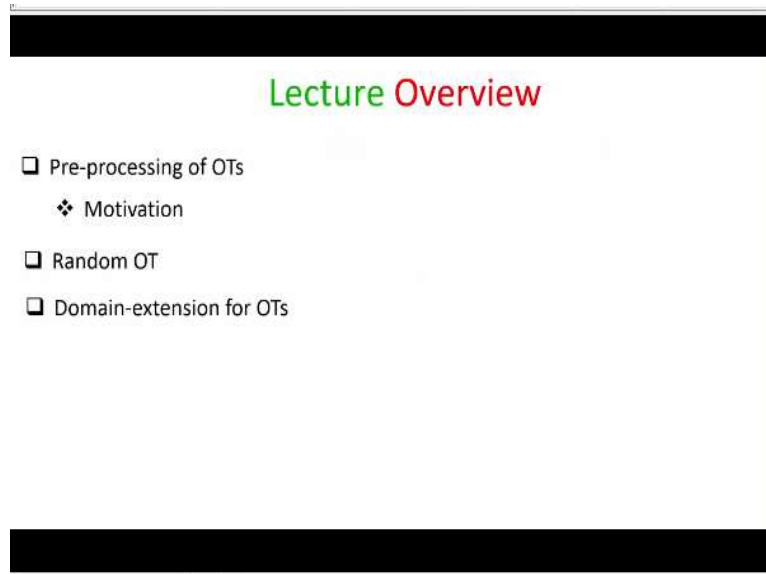 Lecture Overview
❑ Pre-processing of OTs
❖ Motivation
❑ Random OT
❑ Domain-extension for OTs